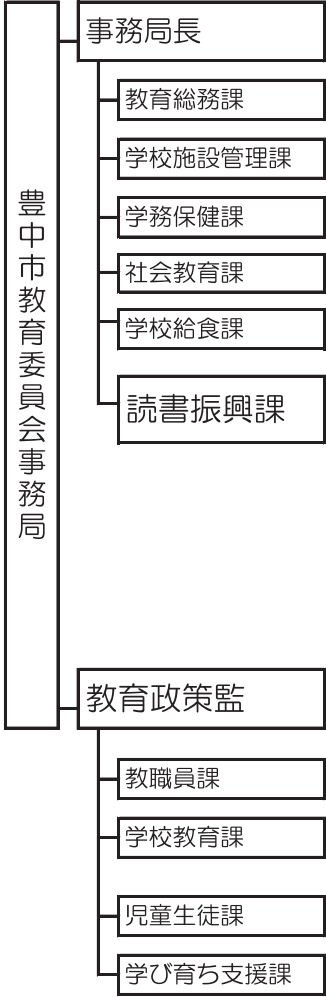 豊中市教育委員会事務局
事務局長
教育総務課
学校施設管理課
学務保健課
社会教育課
学校給食課
読書振興課
教育政策監
教職員課
学校教育課
児童生徒課
学び育ち支援課